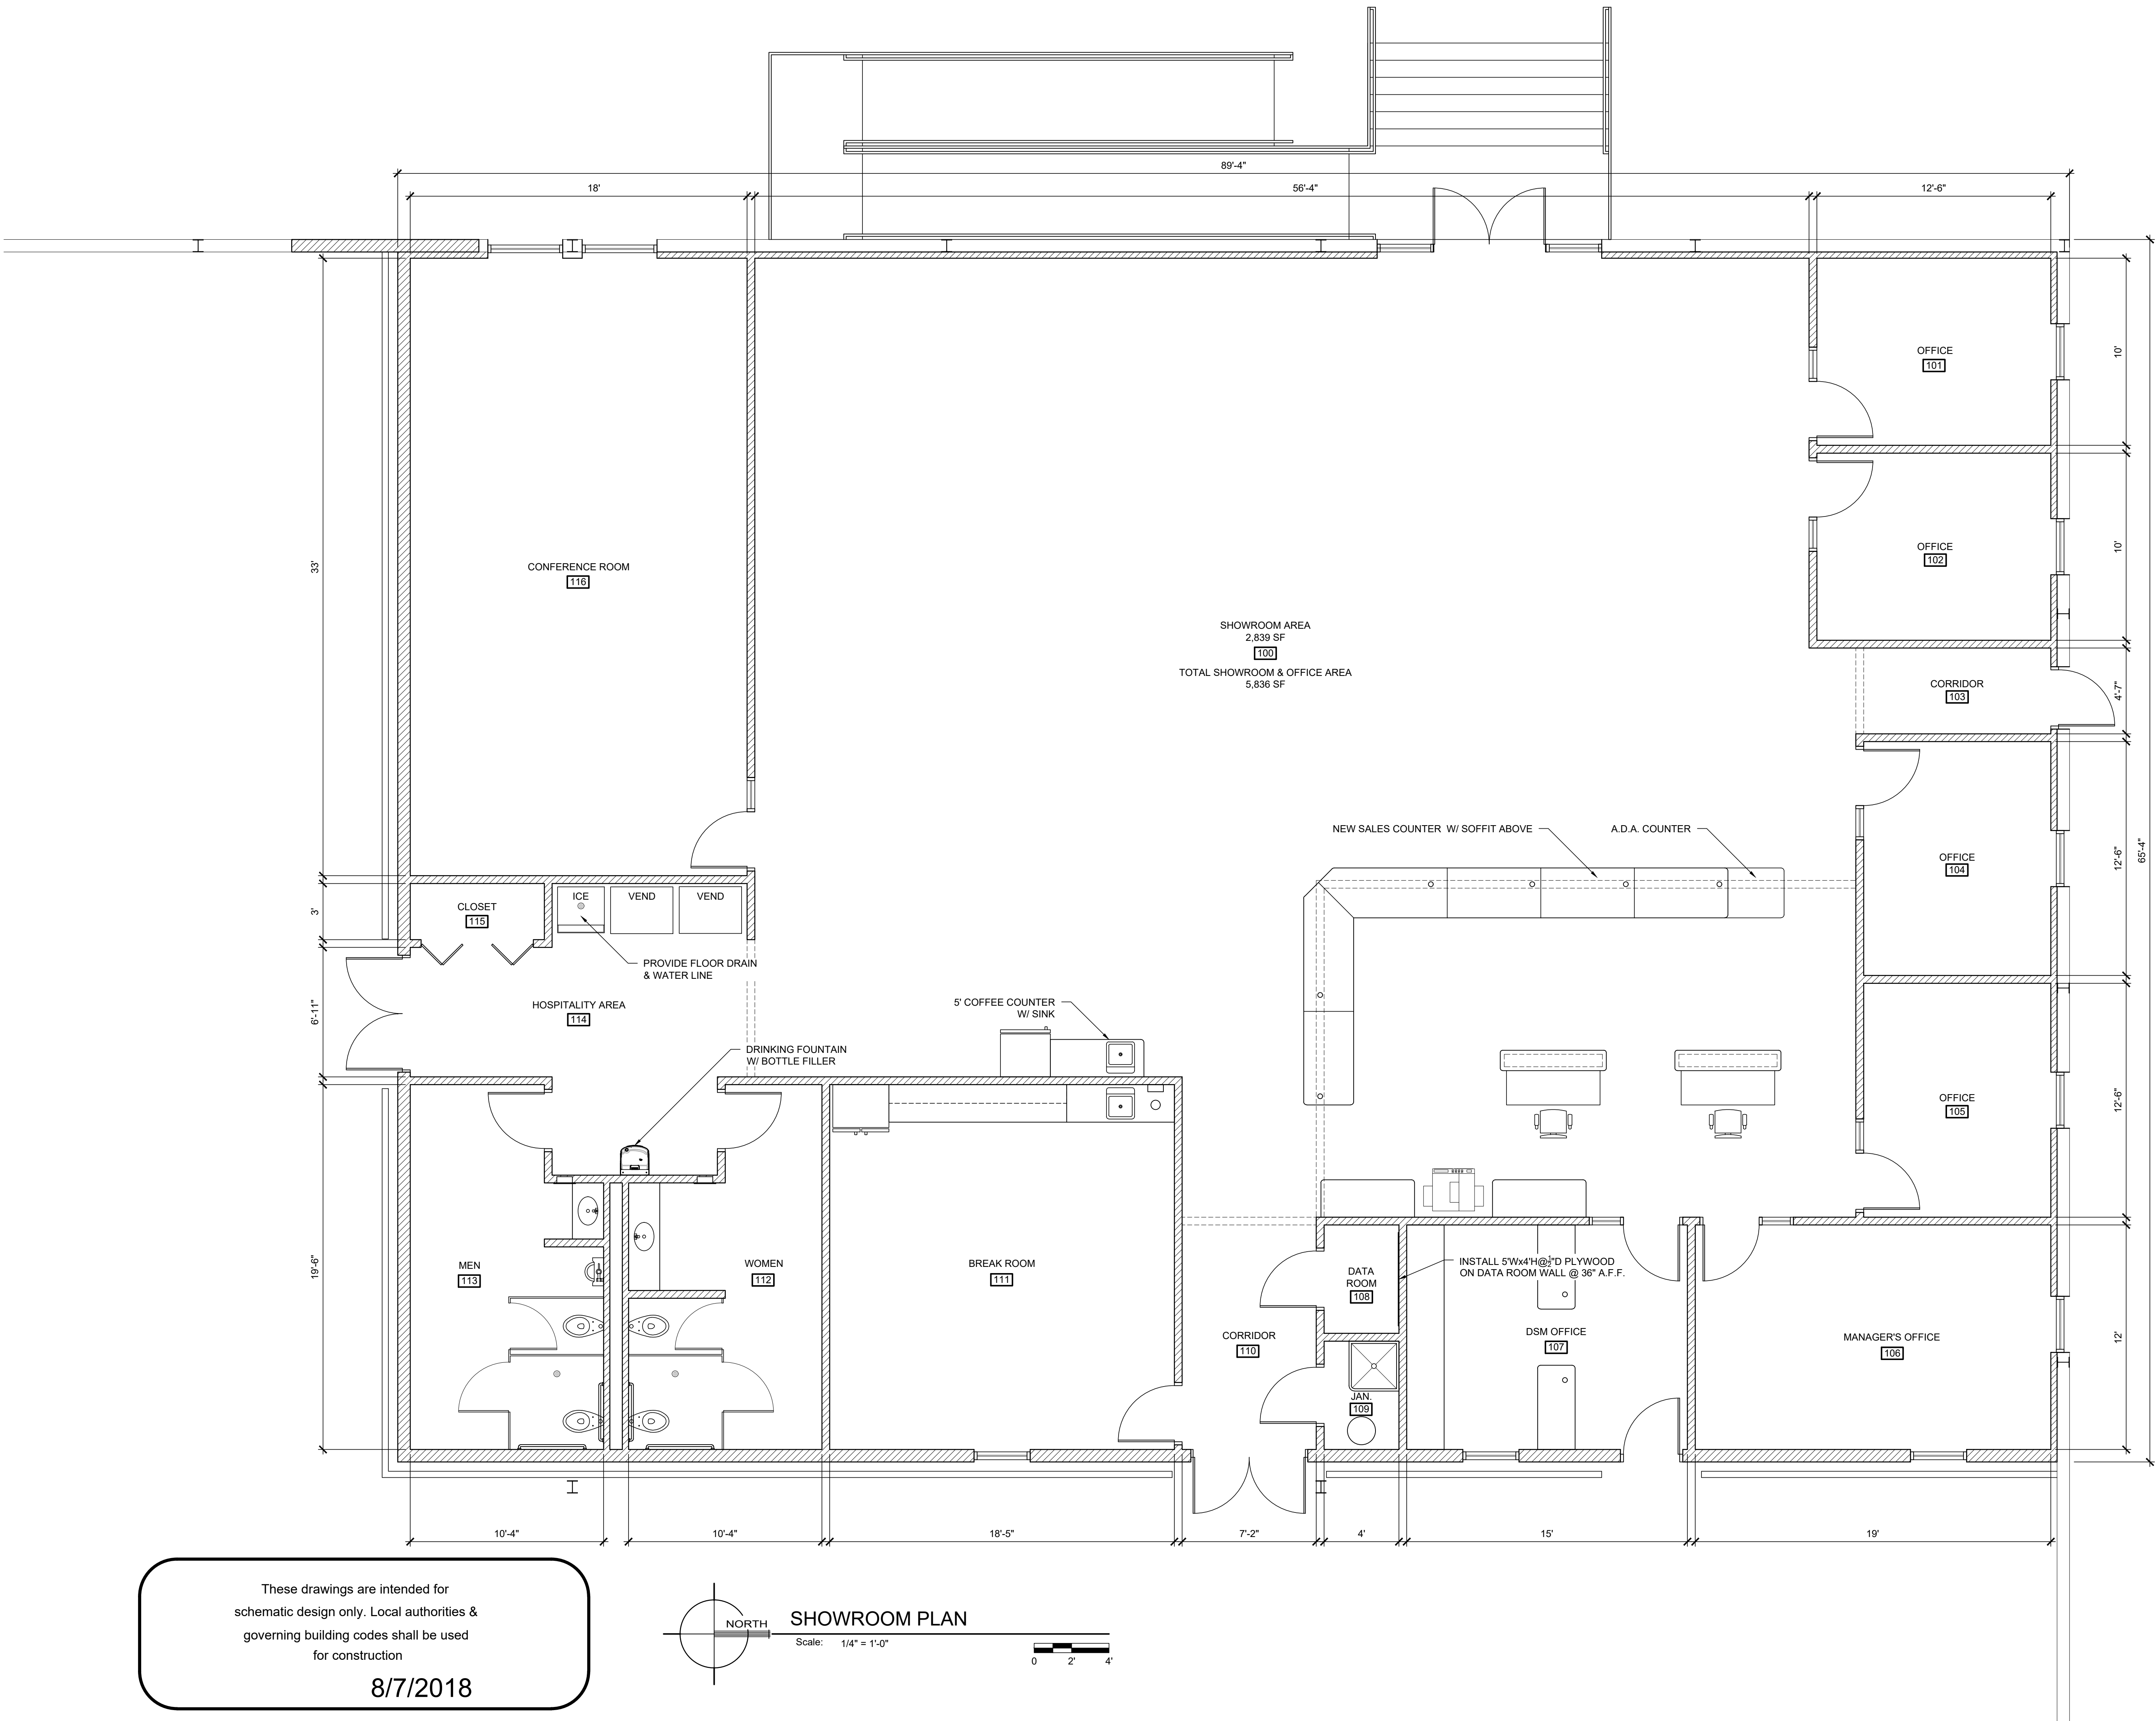 89'-4"
18'
56'-4"
12'-6"
OFFICE
101
10'
OFFICE
102
10'
33'
CONFERENCE ROOM
116
SHOWROOM AREA
2,839 SF
100
TOTAL SHOWROOM & OFFICE AREA
5,836 SF
CORRIDOR
103
4'-7"
NEW SALES COUNTER W/ SOFFIT ABOVE
A.D.A. COUNTER
OFFICE
104
12'-6"
65'-4"
3'
CLOSET
115
ICE
VEND
VEND
PROVIDE FLOOR DRAIN
& WATER LINE
6'-11"
HOSPITALITY AREA
114
5' COFFEE COUNTER
W/ SINK
DRINKING FOUNTAIN
W/ BOTTLE FILLER
OFFICE
105
12'-6"
19'-6"
MEN
113
WOMEN
112
BREAK ROOM
111
DATA
ROOM
108
INSTALL 5'Wx4'H@½"D PLYWOOD
ON DATA ROOM WALL @ 36" A.F.F.
CORRIDOR
110
DSM OFFICE
107
MANAGER'S OFFICE
106
12'
JAN.
109
10'-4"
10'-4"
18'-5"
7'-2"
4'
15'
19'
These drawings are intended for
schematic design only. Local authorities &
governing building codes shall be used
for construction
8/7/2018
NORTH
SHOWROOM PLAN
Scale: 1/4" = 1'-0"
0 2' 4'